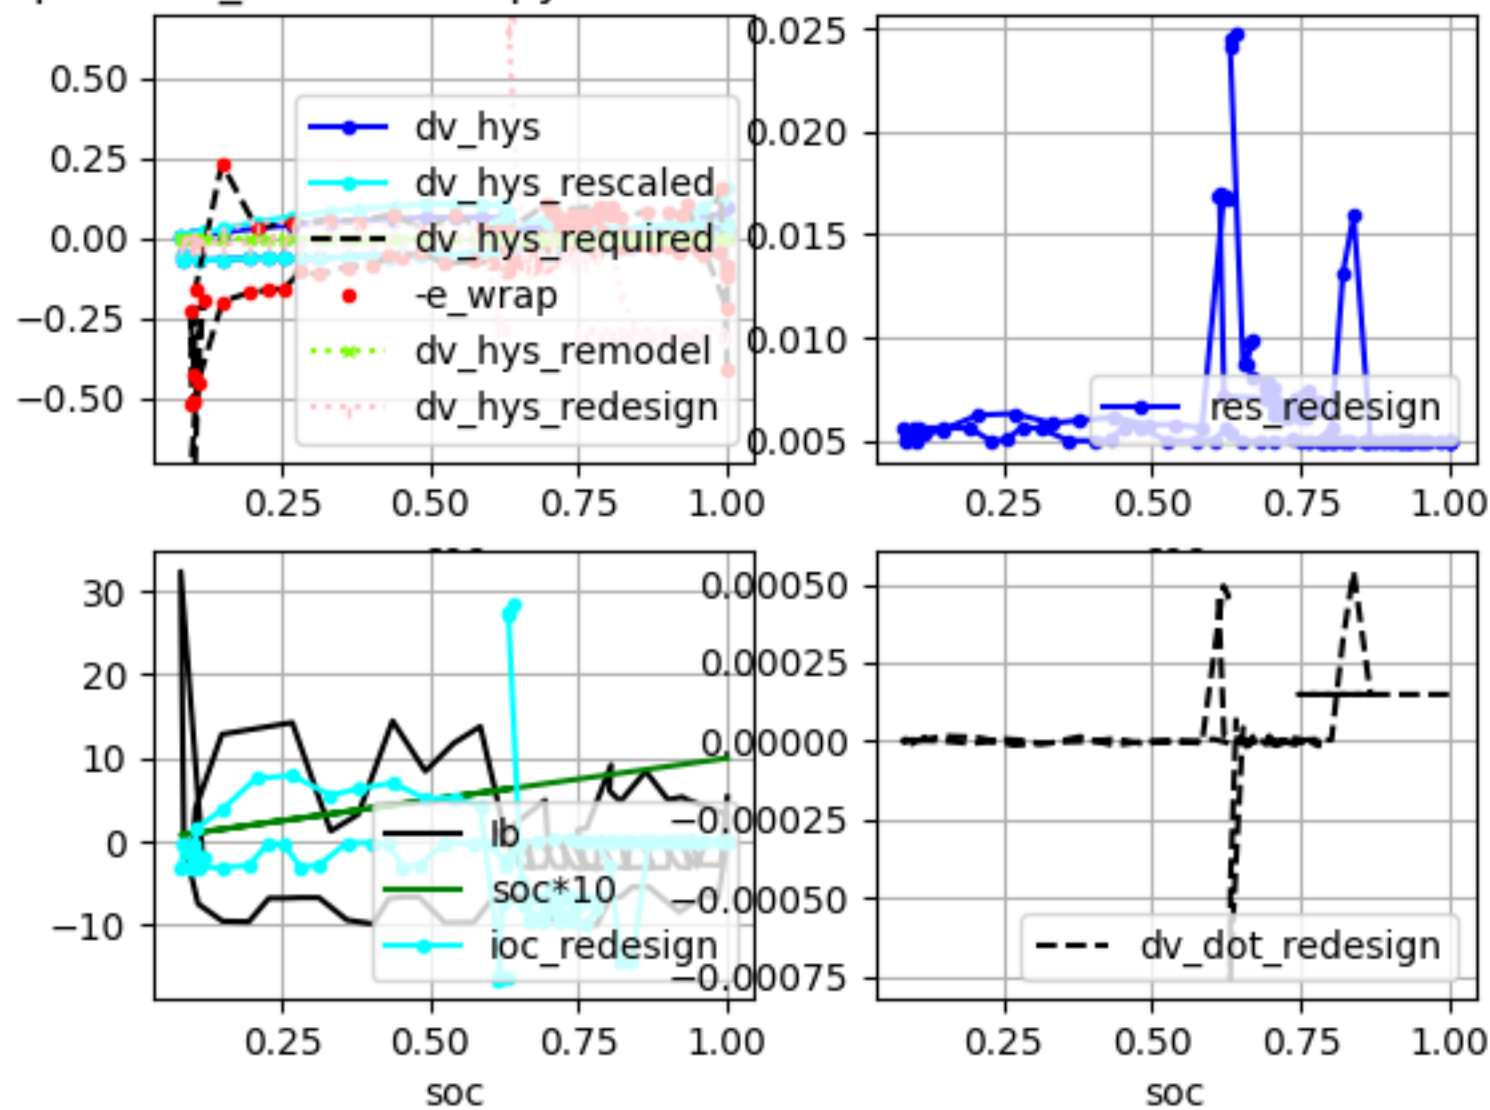 0.50
0.25
0.00
−0.25
−0.50
dv_hys
dv_hys_rescaled
dv_hys_required
-e_wrap
dv_hys_remodel
dv_hys_redesign
0.25 0.50 0.75 1.00
0.025
0.020
0.015
0.010
0.005
res_redesign
0.25 0.50 0.75 1.00
30
20
10
0
−10
Ib
soc*10
ioc_redesign
0.25 0.50 0.75 1.00
soc
0.00050
0.00025
0.00000
−0.00025
−0.00050
−0.00075
dv_dot_redesign
0.25 0.50 0.75 1.00
soc